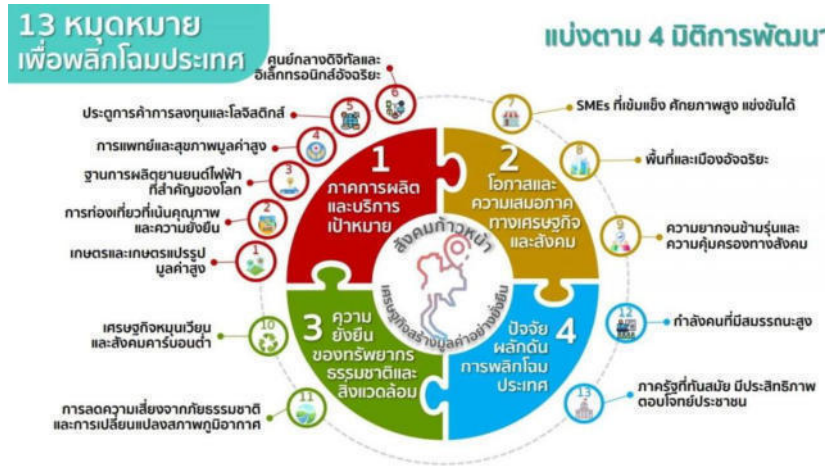 13 หมุดหมาย
เพื่อพลิกโฉมประเทศ
แบ่งตาม 4 มิติการพัฒนา
ศูนย์กลางดิจิทัลและ
อิเล็กทรอนิกส์อัจฉริยะ
6
ประตูการค้าการลงทุนและโลจิสติกส์
5
การแพทย์และสุขภาพมูลค่าสูง
4
ฐานการผลิตยานยนต์ไฟฟ้า
ที่สำคัญของโลก
3
การท่องเที่ยวที่เน้นคุณภาพ
และความยั่งยืน
2
เกษตรและเกษตรแปรรูป
มูลค่าสูง
1
1
ภาคการผลิต
และบริการ
เป้าหมาย
2
โอกาสและ
ความเสมอภาค
ทางเศรษฐกิจ
และสังคม
7
SMEs ที่เข้มแข็ง ศักยภาพสูง แข่งขันได้
8
พื้นที่และเมืองอัจฉริยะ
9
ความยากจนข้ามรุ่นและ
ความคุ้มครองทางสังคม
สังคมก้าวหน้า
เศรษฐกิจสร้างมูลค่าอย่างยั่งยืน
3 ความ
ยั่งยืน
ของทรัพยากร
ธรรมชาติและ
สิ่งแวดล้อม
10
เศรษฐกิจหมุนเวียน
และสังคมคาร์บอนต่ำ
11
การลดความเสี่ยงจากภัยธรรมชาติ
และการเปลี่ยนแปลงสภาพภูมิอากาศ
4
ปัจจัย
ผลักดัน
การพลิกโฉม
ประเทศ
12
กำลังคนที่มีสมรรถนะสูง
13
ภาครัฐที่ทันสมัย มีประสิทธิภาพ
ตอบโจทย์ประชาชน